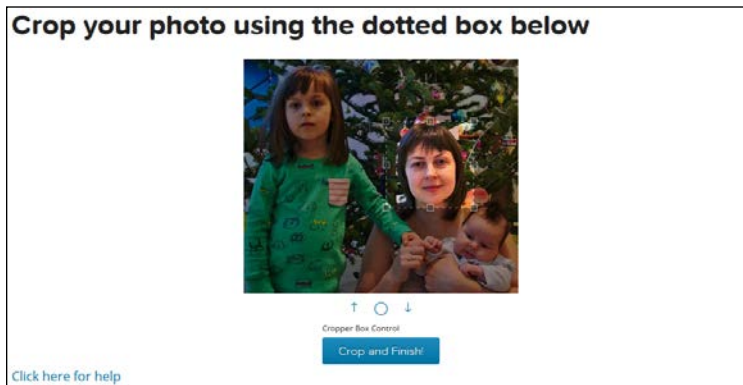 Crop your photo using the dotted box below
Cropper Box Control
Crop and Finish!
Click here for help